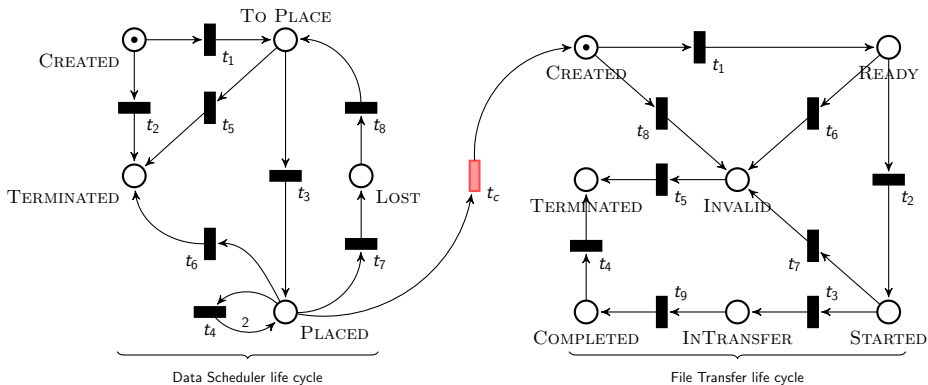 TO PLACE
CREATED
t1
t2
t5
t8
TERMINATED
t3
LOST
t6
t7
t4
2
PLACED
Data Scheduler life cycle
tc
CREATED
t1
READY
t8
t6
TERMINATED
t5
INVALID
t2
t4
t7
t9
t3
COMPLETED
INTRANSFER
STARTED
File Transfer life cycle